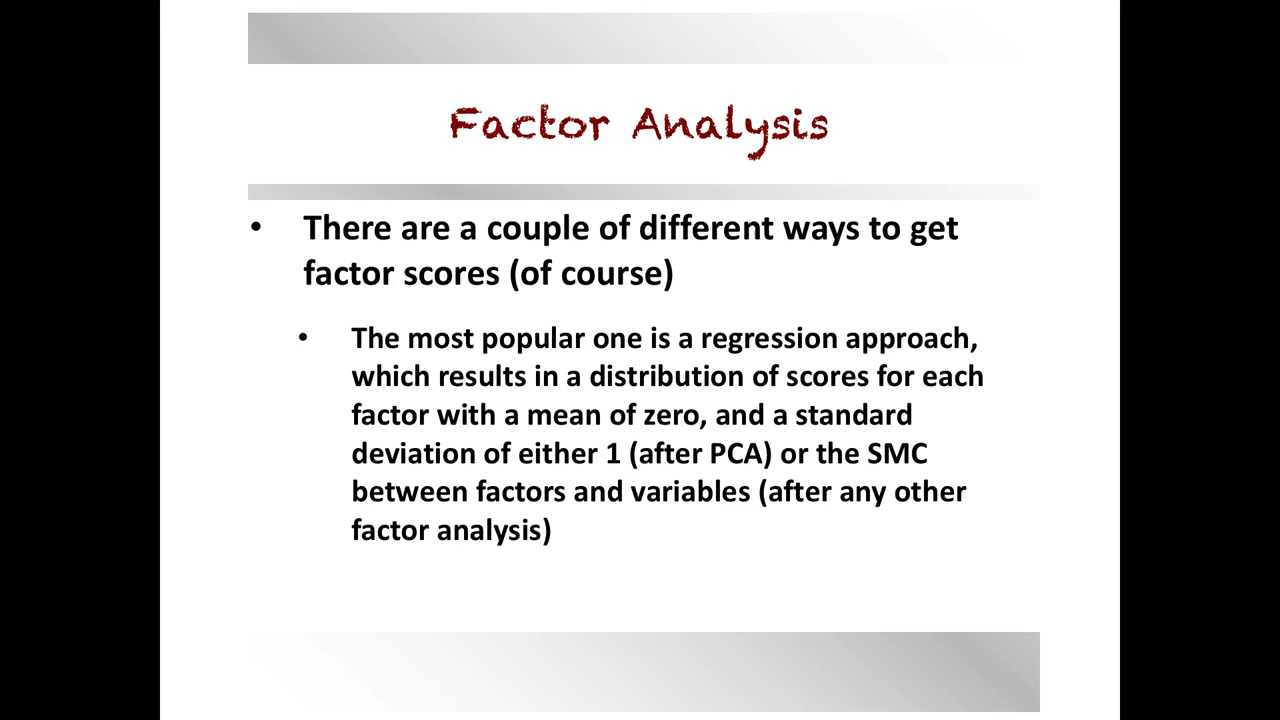 Factor Analysis
• There are a couple of different ways to get
factor scores (of course)
• The most popular one is a regression approach,
which results in a distribution of scores for each
factor with a mean of zero, and a standard
deviation of either 1 (after PCA) or the SMC
between factors and variables (after any other
factor analysis)